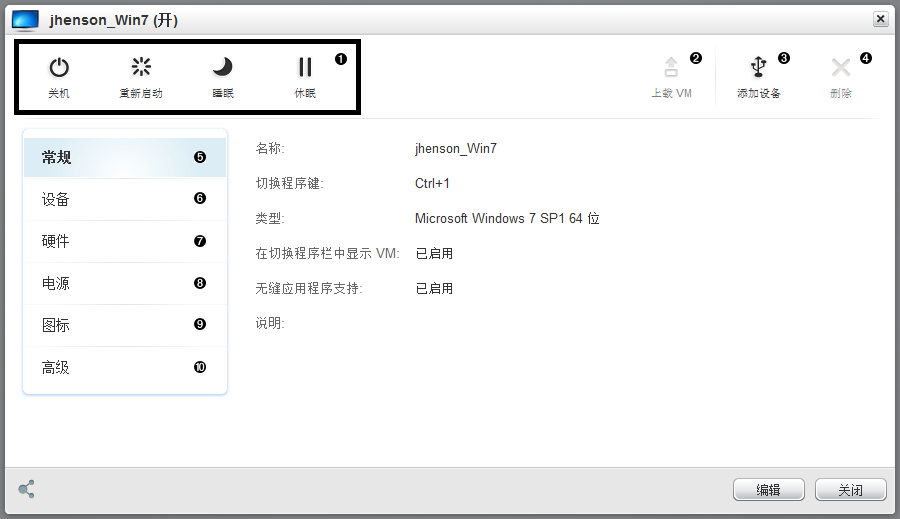 jhenson_Win7 (开)
关机 重新启动 睡眠 休眠 ❶ 上载 VM ❷ 添加设备 ❸ 删除 ❹
常规 ❺
设备 ❻
硬件 ❼
电源 ❽
图标 ❾
高级 ❿
名称: jhenson_Win7
切换程序键: Ctrl+1
类型: Microsoft Windows 7 SP1 64 位
在切换程序栏中显示 VM: 已启用
无缝应用程序支持: 已启用
说明:
编辑 关闭